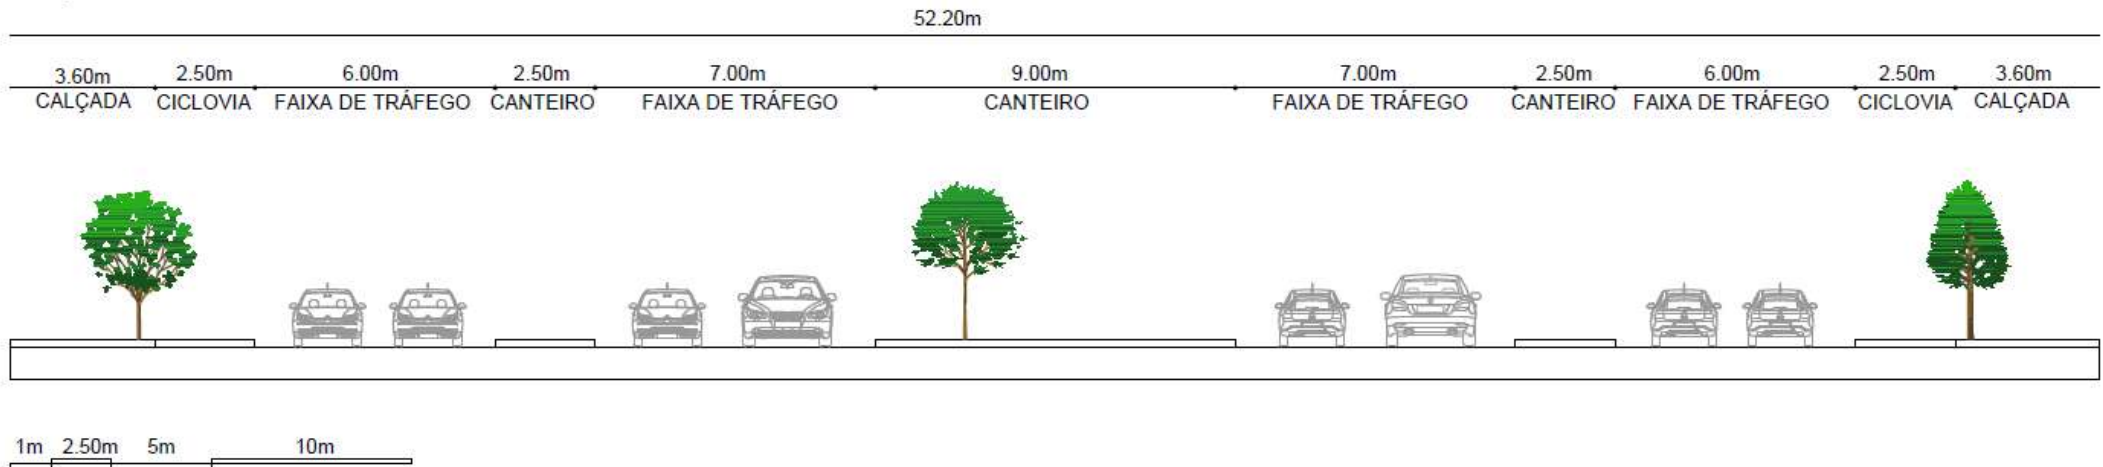 52.20m
3.60m 2.50m 6.00m 2.50m 7.00m 9.00m 7.00m 2.50m 6.00m 2.50m 3.60m
CALÇADA CICLOVIA FAIXA DE TRÁFEGO CANTEIRO FAIXA DE TRÁFEGO CANTEIRO FAIXA DE TRÁFEGO CANTEIRO FAIXA DE TRÁFEGO CICLOVIA CALÇADA
1m 2.50m 5m 10m